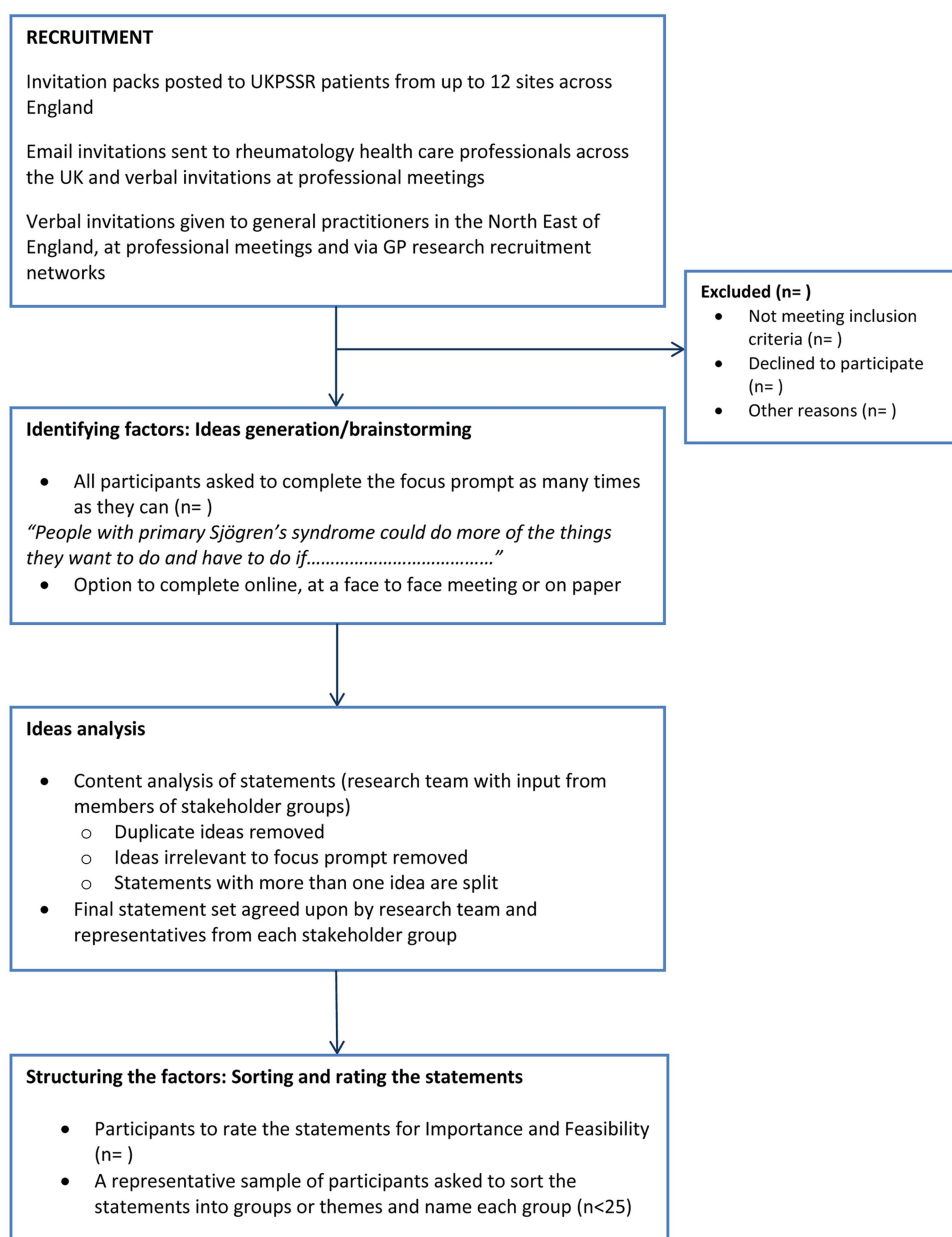 RECRUITMENT
Invitation packs posted to UKPSSR patients from up to 12 sites across
England
Email invitations sent to rheumatology health care professionals across
the UK and verbal invitations at professional meetings
Verbal invitations given to general practitioners in the North East of
England, at professional meetings and via GP research recruitment
networks
Excluded (n= )
• Not meeting inclusion
criteria (n= )
• Declined to participate
(n= )
• Other reasons (n= )
Identifying factors: Ideas generation/brainstorming
• All participants asked to complete the focus prompt as many times
as they can (n= )
“People with primary Sjögren’s syndrome could do more of the things
they want to do and have to do if…………………………………”
• Option to complete online, at a face to face meeting or on paper
Ideas analysis
• Content analysis of statements (research team with input from
members of stakeholder groups)
o Duplicate ideas removed
o Ideas irrelevant to focus prompt removed
o Statements with more than one idea are split
• Final statement set agreed upon by research team and
representatives from each stakeholder group
Structuring the factors: Sorting and rating the statements
• Participants to rate the statements for Importance and Feasibility
(n= )
• A representative sample of participants asked to sort the
statements into groups or themes and name each group (n<25)